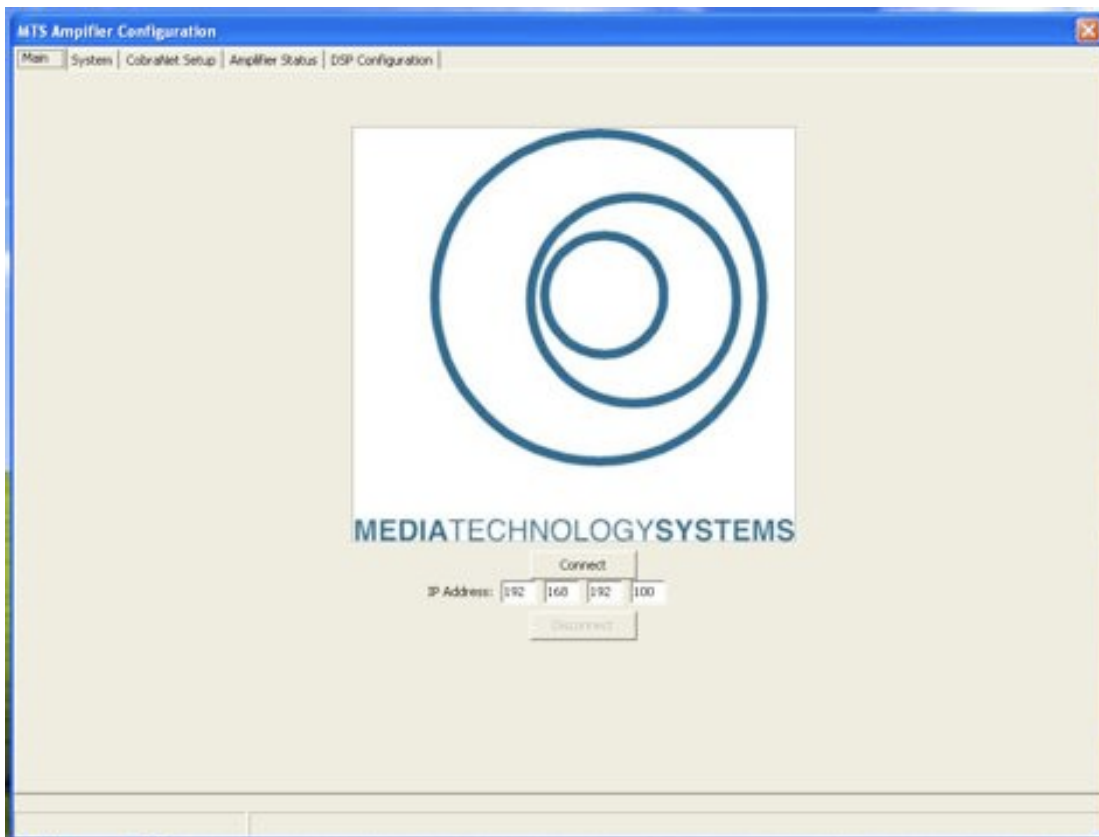 MTS Ampifier Configuration
Main System CobraNet Setup Amplifier Status DSP Configuration
MEDIATECHNOLOGYSYSTEMS
Connect
IP Address: 192 168 192 100
Disconnect